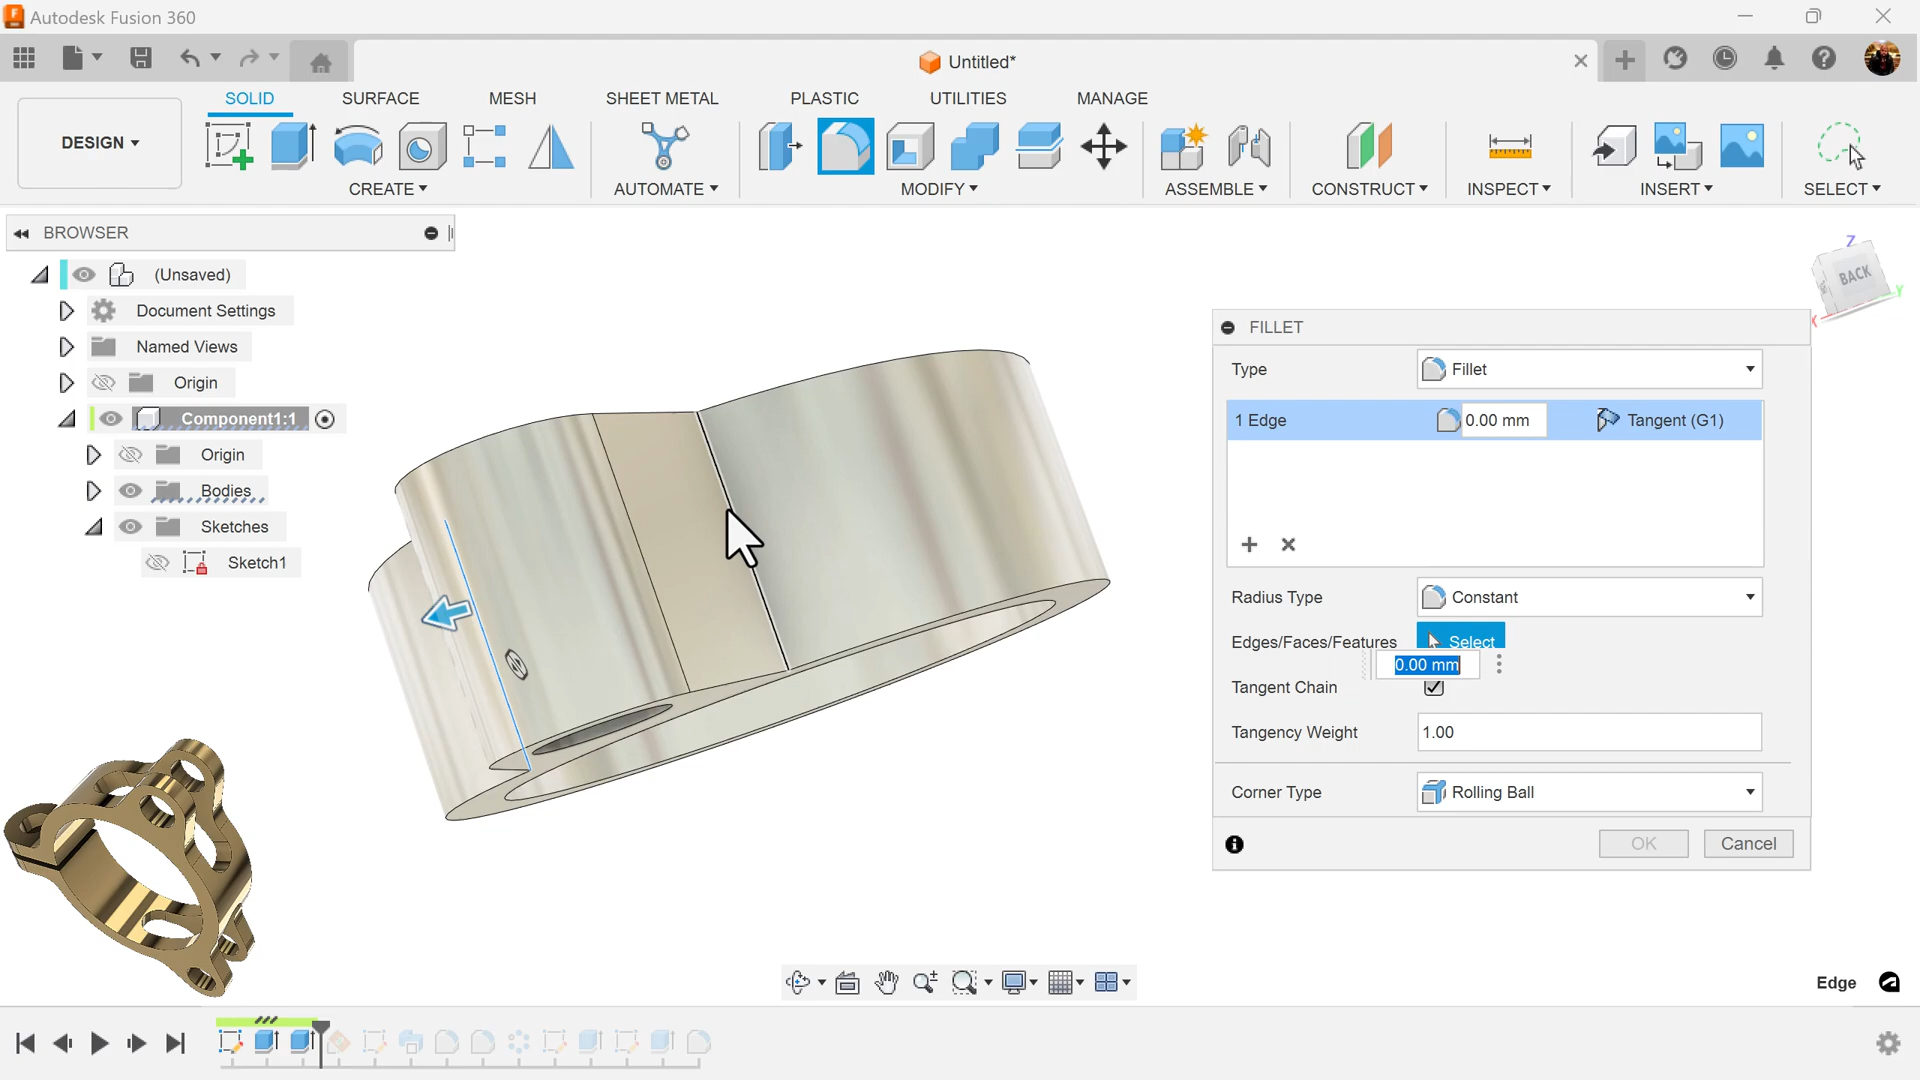 Autodesk Fusion 360
Untitled*
SOLID SURFACE MESH SHEET METAL PLASTIC UTILITIES MANAGE
DESIGN
CREATE AUTOMATE MODIFY ASSEMBLE CONSTRUCT INSPECT INSERT SELECT
BROWSER
(Unsaved)
Document Settings
Named Views
Origin
Component1:1
Origin
Bodies
Sketches
Sketch1
Z
BACK
Y
X
FILLET
Type Fillet
1 Edge 0.00 mm Tangent (G1)
Radius Type Constant
Edges/Faces/Features Select
0.00 mm
Tangent Chain
Tangency Weight 1.00
Corner Type Rolling Ball
OK Cancel
Edge